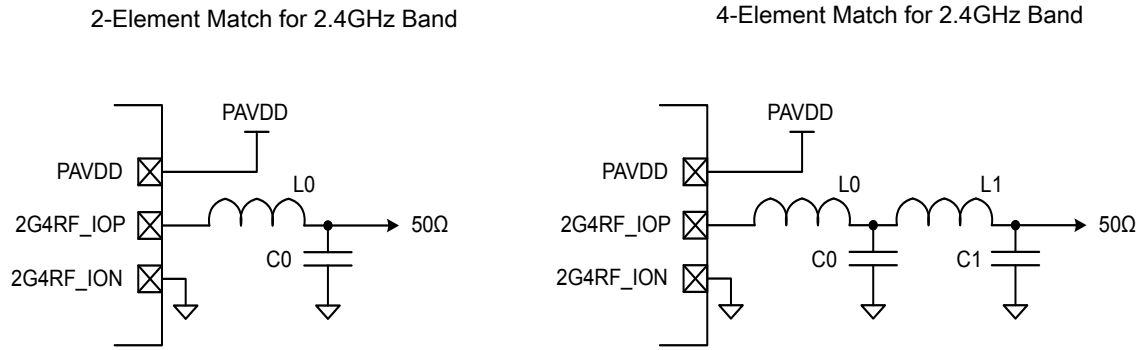 2-Element Match for 2.4GHz Band
PAVDD
PAVDD
L0
2G4RF_IOP
50Ω
C0
2G4RF_ION
4-Element Match for 2.4GHz Band
PAVDD
PAVDD
L0
L1
2G4RF_IOP
50Ω
C0
C1
2G4RF_ION